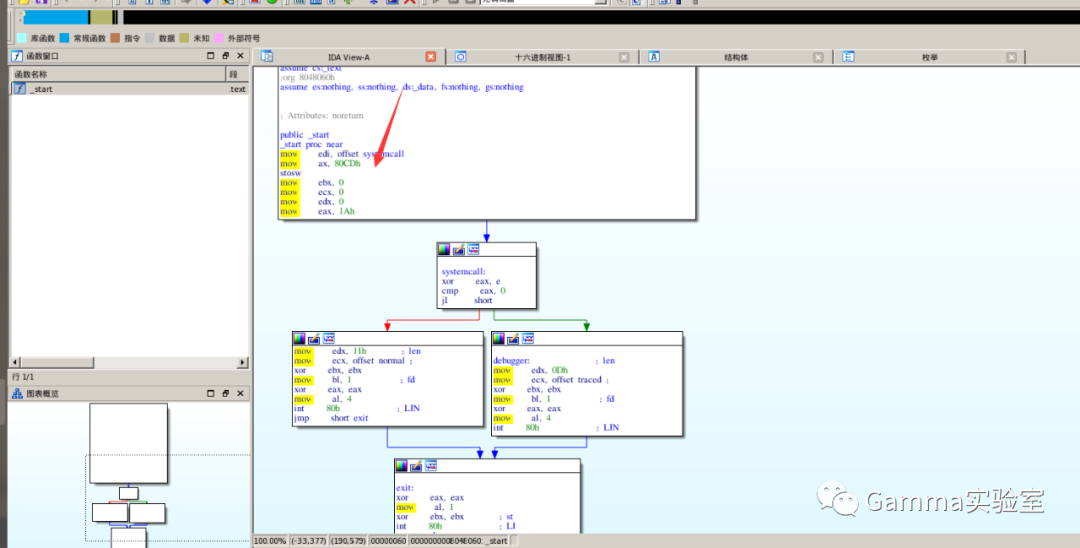 库函数 常规函数 指令 数据 未知 外部符号
函数窗口
函数名称 段
_start .text
行 1/1
图表概览
IDA View-A 十六进制视图-1 结构体 枚举
assume cs:_text
;org 8048060h
assume es:nothing, ss:nothing, ds:_data, fs:nothing, gs:nothing
; Attributes: noreturn
public _start
_start proc near
mov edi, offset systemcall
mov ax, 80CDh
stosw
mov ebx, 0
mov ecx, 0
mov edx, 0
mov eax, 1Ah
systemcall:
xor eax, e
cmp eax, 0
jl short
mov edx, 11h ; len
mov ecx, offset normal ;
xor ebx, ebx
mov bl, 1 ; fd
xor eax, eax
mov al, 4
int 80h ; LIN
jmp short exit
debugger: ; len
mov edx, 0Dh
mov ecx, offset traced ;
xor ebx, ebx
mov bl, 1 ; fd
xor eax, eax
mov al, 4
int 80h ; LIN
exit:
xor eax, eax
mov al, 1
xor ebx, ebx ; st
int 80h ; LI
100.00% (-33,377) (190,579) 00000060 _start
Gamma实验室